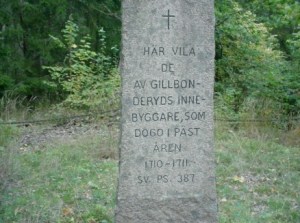 HÄR VILA
DE
AV GILLBON-
DERYDS INNE-
BYGGARE, SOM
DOGO I PÄST
ÅREN
1710-1711.
SV. PS. 387.